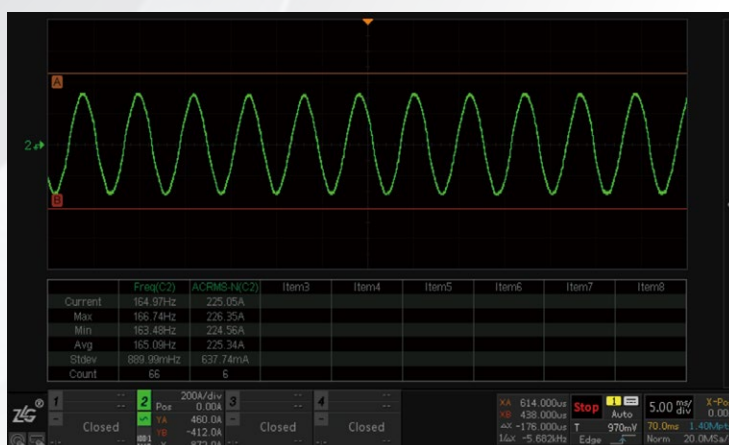 A
2
B
Freq(C2) ACRMS-N(C2) Item3 Item4 Item5 Item6 Item7 Item8
Current 164.97Hz 225.05A
Max 166.74Hz 226.35A
Min 163.48Hz 224.56A
Avg 165.09Hz 225.34A
Stdev 889.99mHz 637.74mA
Count 66 6
ZLG®
1 -- -- Closed
2 200A/div Pos 0.00A YA 460.0A YB -412.0A
3 -- -- Closed
4 -- -- Closed
XA 614.000us
XB 438.000us
ΔX -176.000us
1/ΔX -5.682kHz
Stop 1 Auto
T 970mV
Edge
5.00 ms/div X-Po
0.00
70.0ms 1.40Mpt
Norm 20.0MSa/